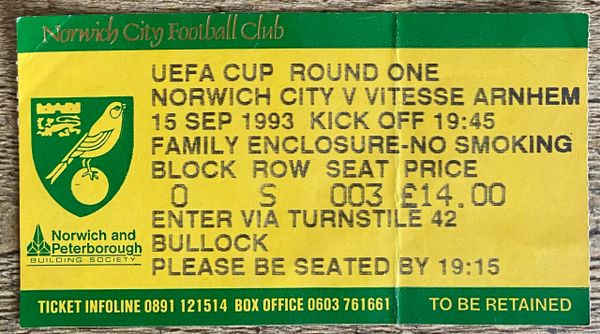 Norwich City Football Club
UEFA CUP ROUND ONE
NORWICH CITY V VITESSE ARNHEM
15 SEP 1993 KICK OFF 19:45
FAMILY ENCLOSURE-NO SMOKING
BLOCK ROW SEAT PRICE
O S 003 £14.00
ENTER VIA TURNSTILE 42
BULLOCK
PLEASE BE SEATED BY 19:15
Norwich and
Peterborough
BUILDING SOCIETY
TICKET INFOLINE 0891 121514 BOX OFFICE 0603 761661
TO BE RETAINED